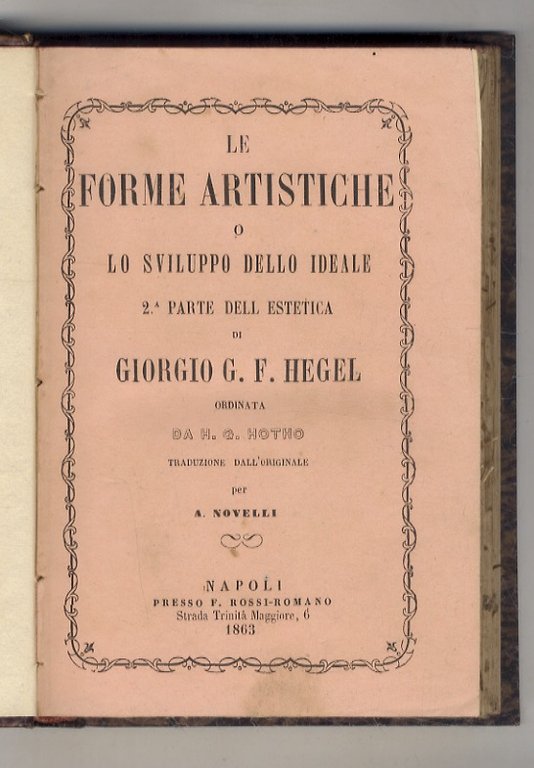 LE
FORME ARTISTICHE
O
LO SVILUPPO DELLO IDEALE
2.ᴬ PARTE DELL ESTETICA
DI
GIORGIO G. F. HEGEL
ORDINATA
DA H. G. HOTHO
TRADUZIONE DALL'ORIGINALE
per
A. NOVELLI
NAPOLI
PRESSO F. ROSSI-ROMANO
Strada Trinità Maggiore, 6
1863